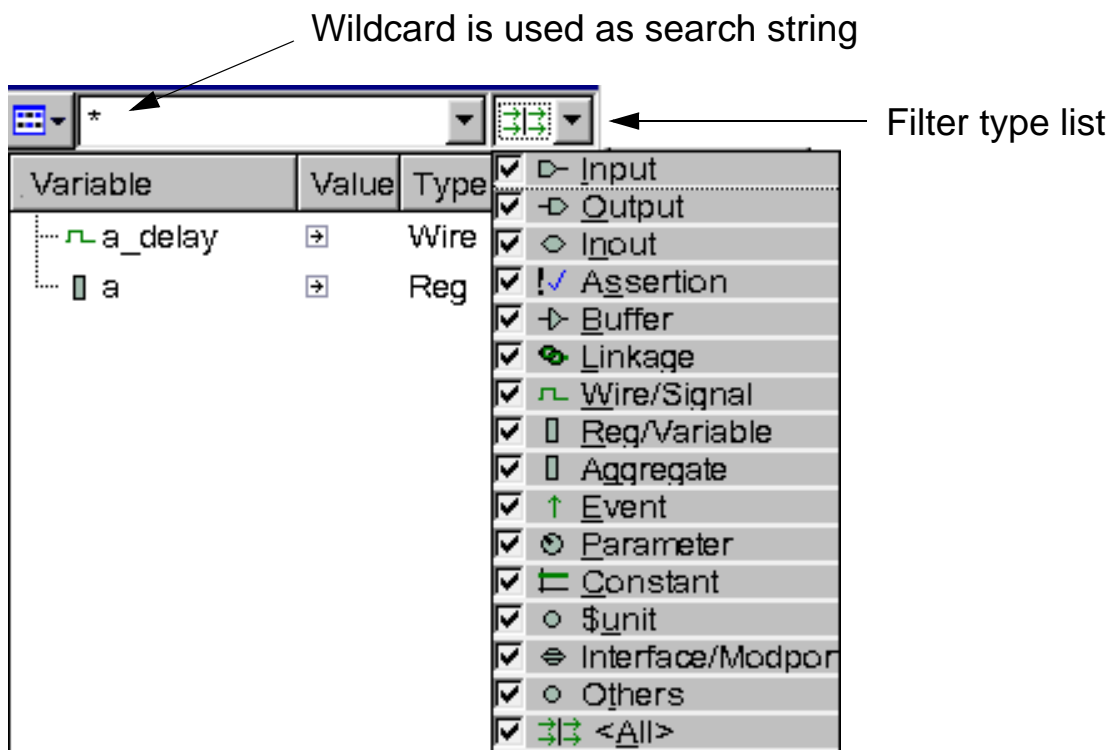 Wildcard is used as search string
*
Filter type list
Variable Value Type
a_delay Wire
a Reg
Input
Output
Inout
Assertion
Buffer
Linkage
Wire/Signal
Reg/Variable
Aggregate
Event
Parameter
Constant
$unit
Interface/Modpor
Others
<All>